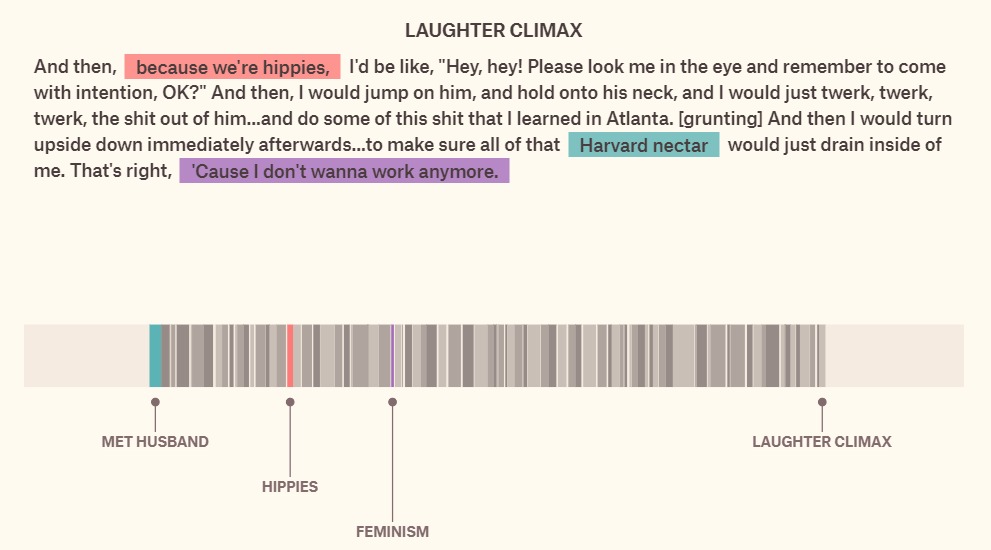 LAUGHTER CLIMAX
And then, because we're hippies, I'd be like, "Hey, hey! Please look me in the eye and remember to come
with intention, OK?" And then, I would jump on him, and hold onto his neck, and I would just twerk, twerk,
twerk, the shit out of him...and do some of this shit that I learned in Atlanta. [grunting] And then I would turn
upside down immediately afterwards...to make sure all of that Harvard nectar would just drain inside of
me. That's right, 'Cause I don't wanna work anymore.
MET HUSBAND
LAUGHTER CLIMAX
HIPPIES
FEMINISM